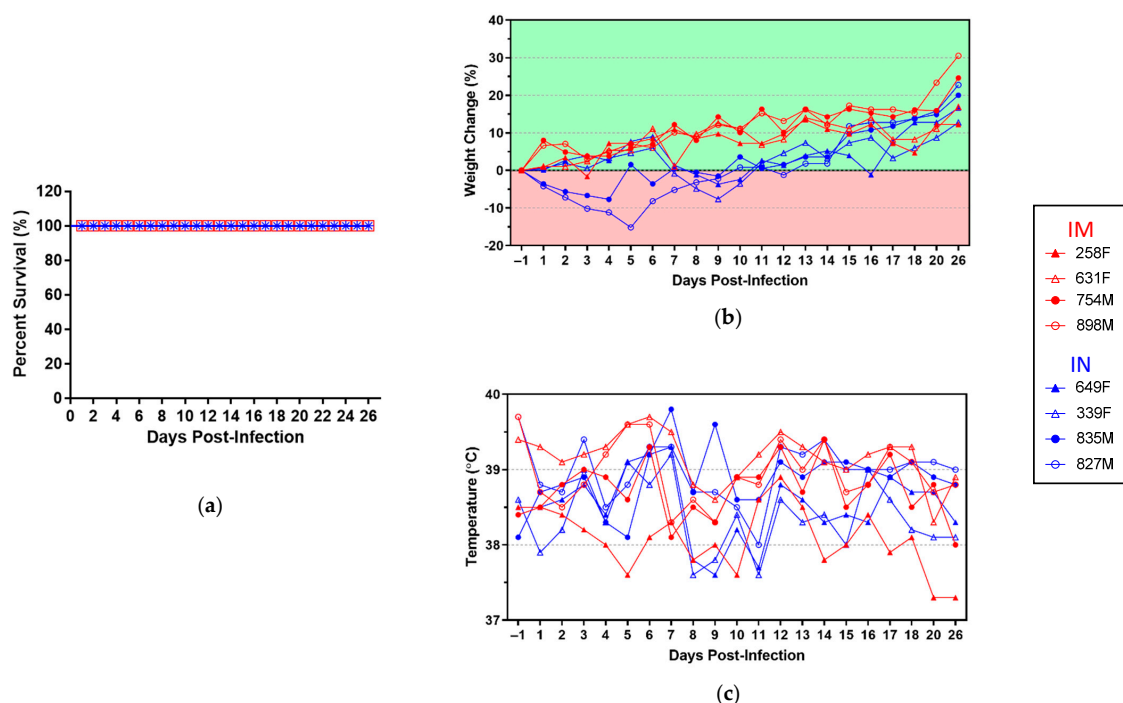 120
100
80
60
40
20
0
Percent Survival (%)
0 2 4 6 8 10 12 14 16 18 20 22 24 26
Days Post-Infection
(a)
40
30
20
10
0
-10
-20
Weight Change (%)
–1 1 2 3 4 5 6 7 8 9 10 11 12 13 14 15 16 18 20 26
Days Post-Infection
(b)
40
39
38
37
Temperature (°C)
–1 1 2 3 4 5 6 7 8 9 10 11 12 13 14 15 16 17 18 20 26
Days Post-Infection
(c)
IM
258F
631F
754M
898M
IN
649F
339F
835M
827M